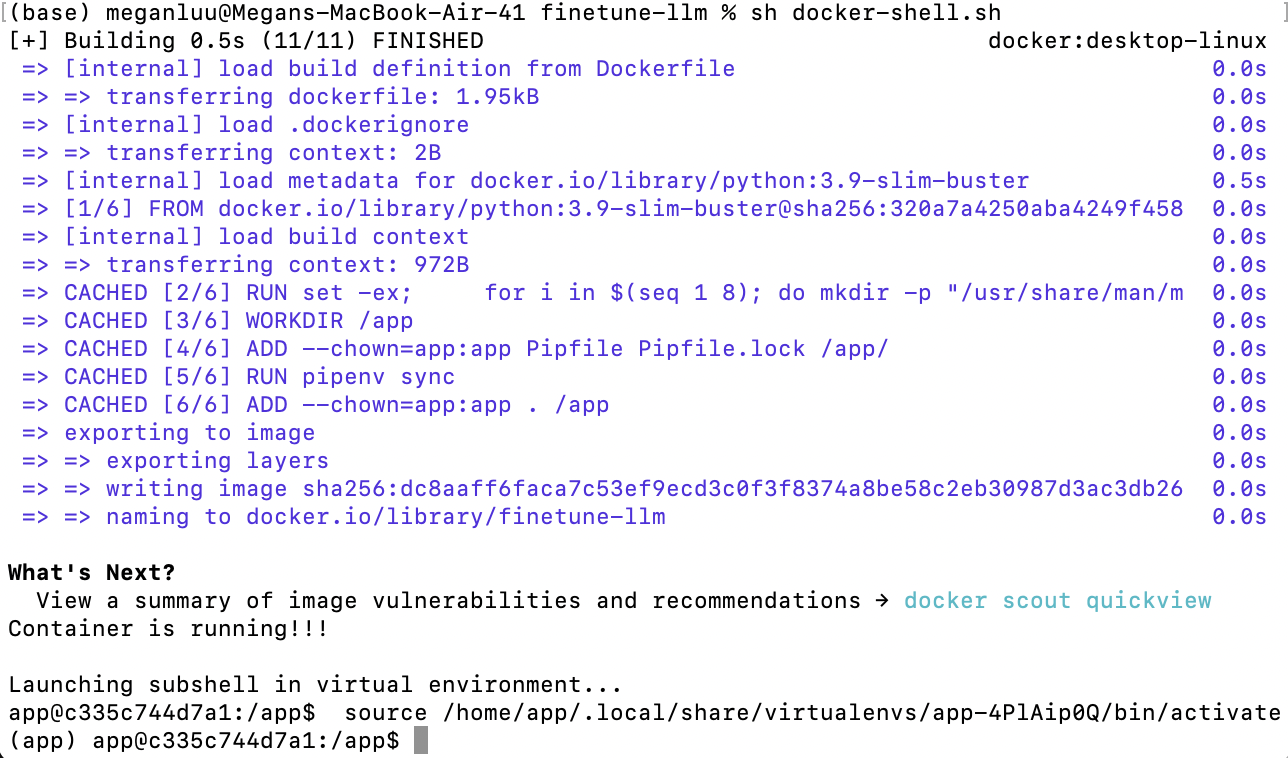 (base) meganluu@Megans-MacBook-Air-41 finetune-llm % sh docker-shell.sh
[+] Building 0.5s (11/11) FINISHED docker:desktop-linux
=> [internal] load build definition from Dockerfile 0.0s
=> => transferring dockerfile: 1.95kB 0.0s
=> [internal] load .dockerignore 0.0s
=> => transferring context: 2B 0.0s
=> [internal] load metadata for docker.io/library/python:3.9-slim-buster 0.5s
=> [1/6] FROM docker.io/library/python:3.9-slim-buster@sha256:320a7a4250aba4249f458 0.0s
=> [internal] load build context 0.0s
=> => transferring context: 972B 0.0s
=> CACHED [2/6] RUN set -ex; for i in $(seq 1 8); do mkdir -p "/usr/share/man/m 0.0s
=> CACHED [3/6] WORKDIR /app 0.0s
=> CACHED [4/6] ADD --chown=app:app Pipfile Pipfile.lock /app/ 0.0s
=> CACHED [5/6] RUN pipenv sync 0.0s
=> CACHED [6/6] ADD --chown=app:app . /app 0.0s
=> exporting to image 0.0s
=> => exporting layers 0.0s
=> => writing image sha256:dc8aaff6faca7c53ef9ecd3c0f3f8374a8be58c2eb30987d3ac3db26 0.0s
=> => naming to docker.io/library/finetune-llm 0.0s
What's Next?
View a summary of image vulnerabilities and recommendations → docker scout quickview
Container is running!!!
Launching subshell in virtual environment...
app@c335c744d7a1:/app$  source /home/app/.local/share/virtualenvs/app-4PlAip0Q/bin/activate
(app) app@c335c744d7a1:/app$